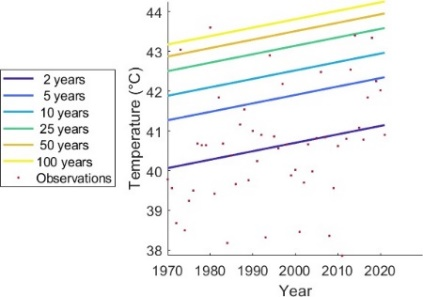 44
43
42
41
40
39
38
Temperature (°C)
2 years
5 years
10 years
25 years
50 years
100 years
Observations
1970 1980 1990 2000 2010 2020
Year